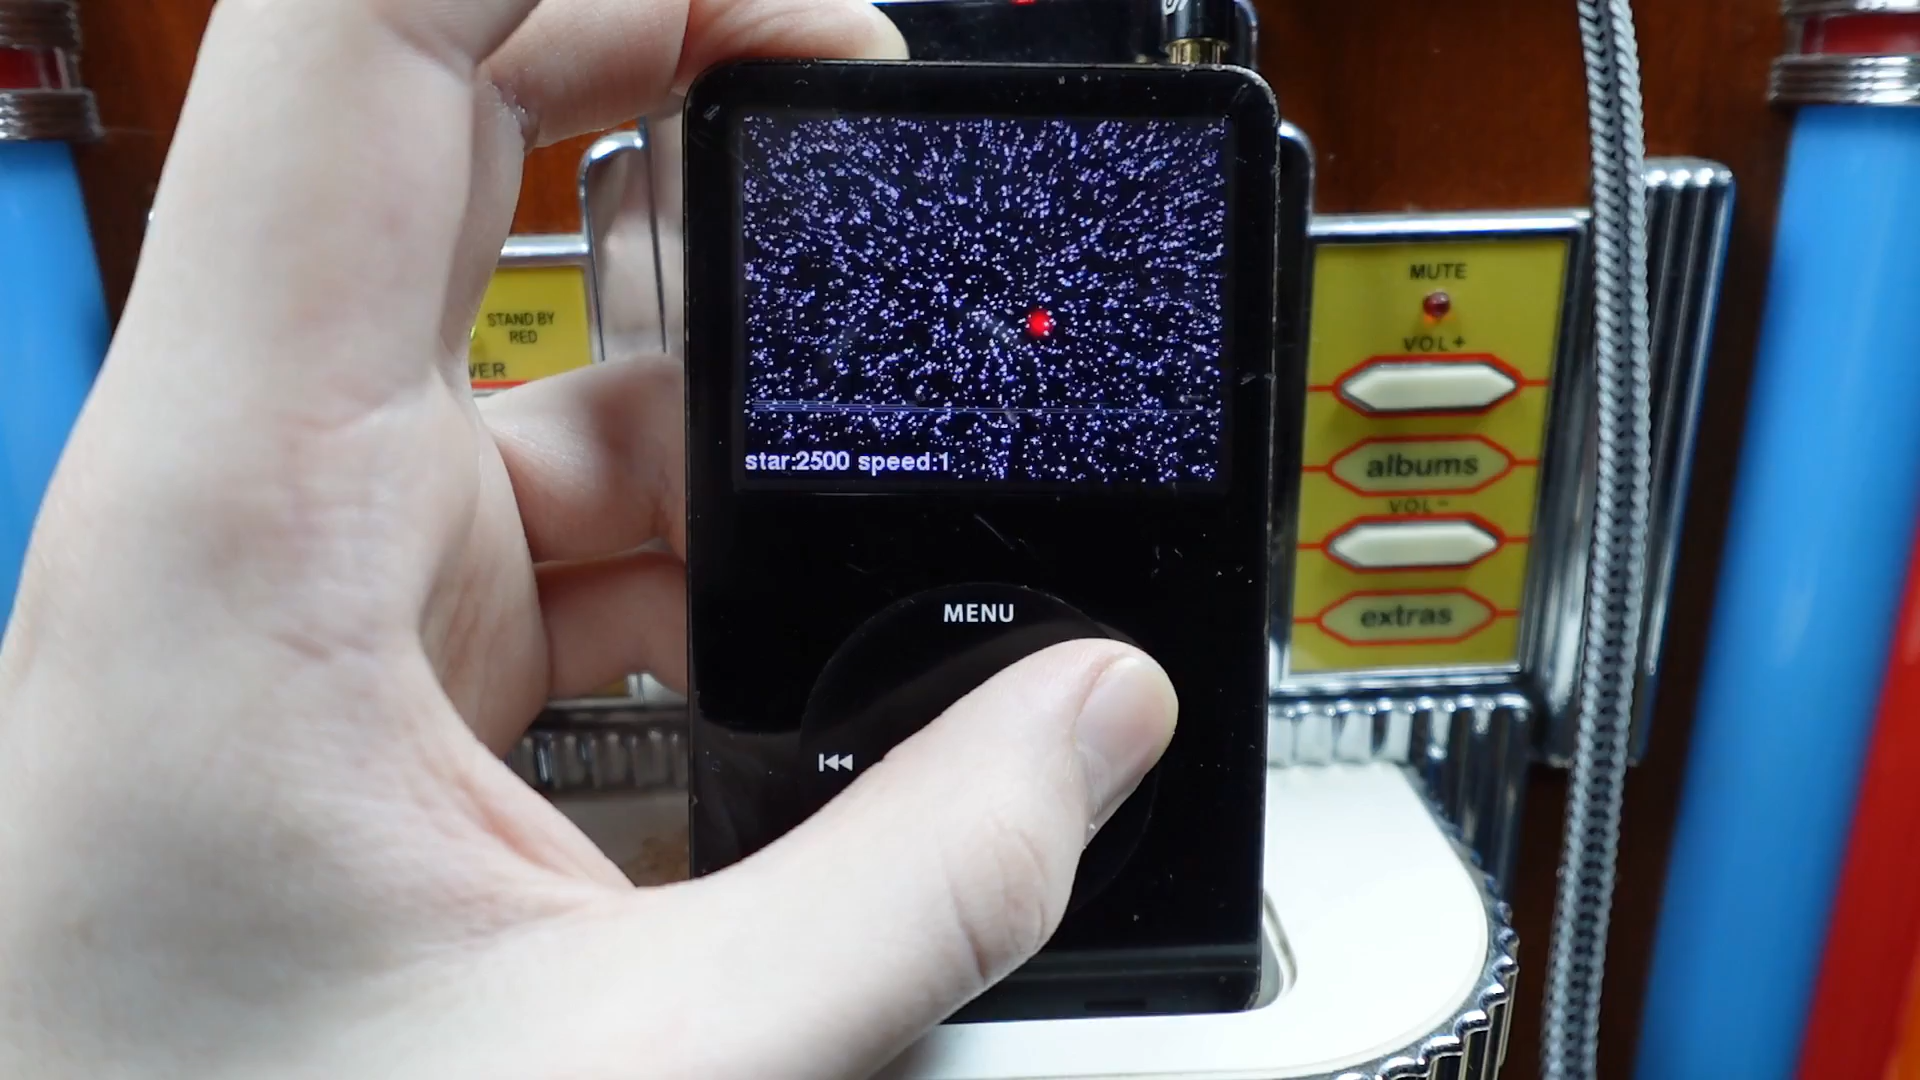 STAND BY
RED
WER
star:2500 speed:1
MENU
MUTE
VOL+
albums
VOL-
extras